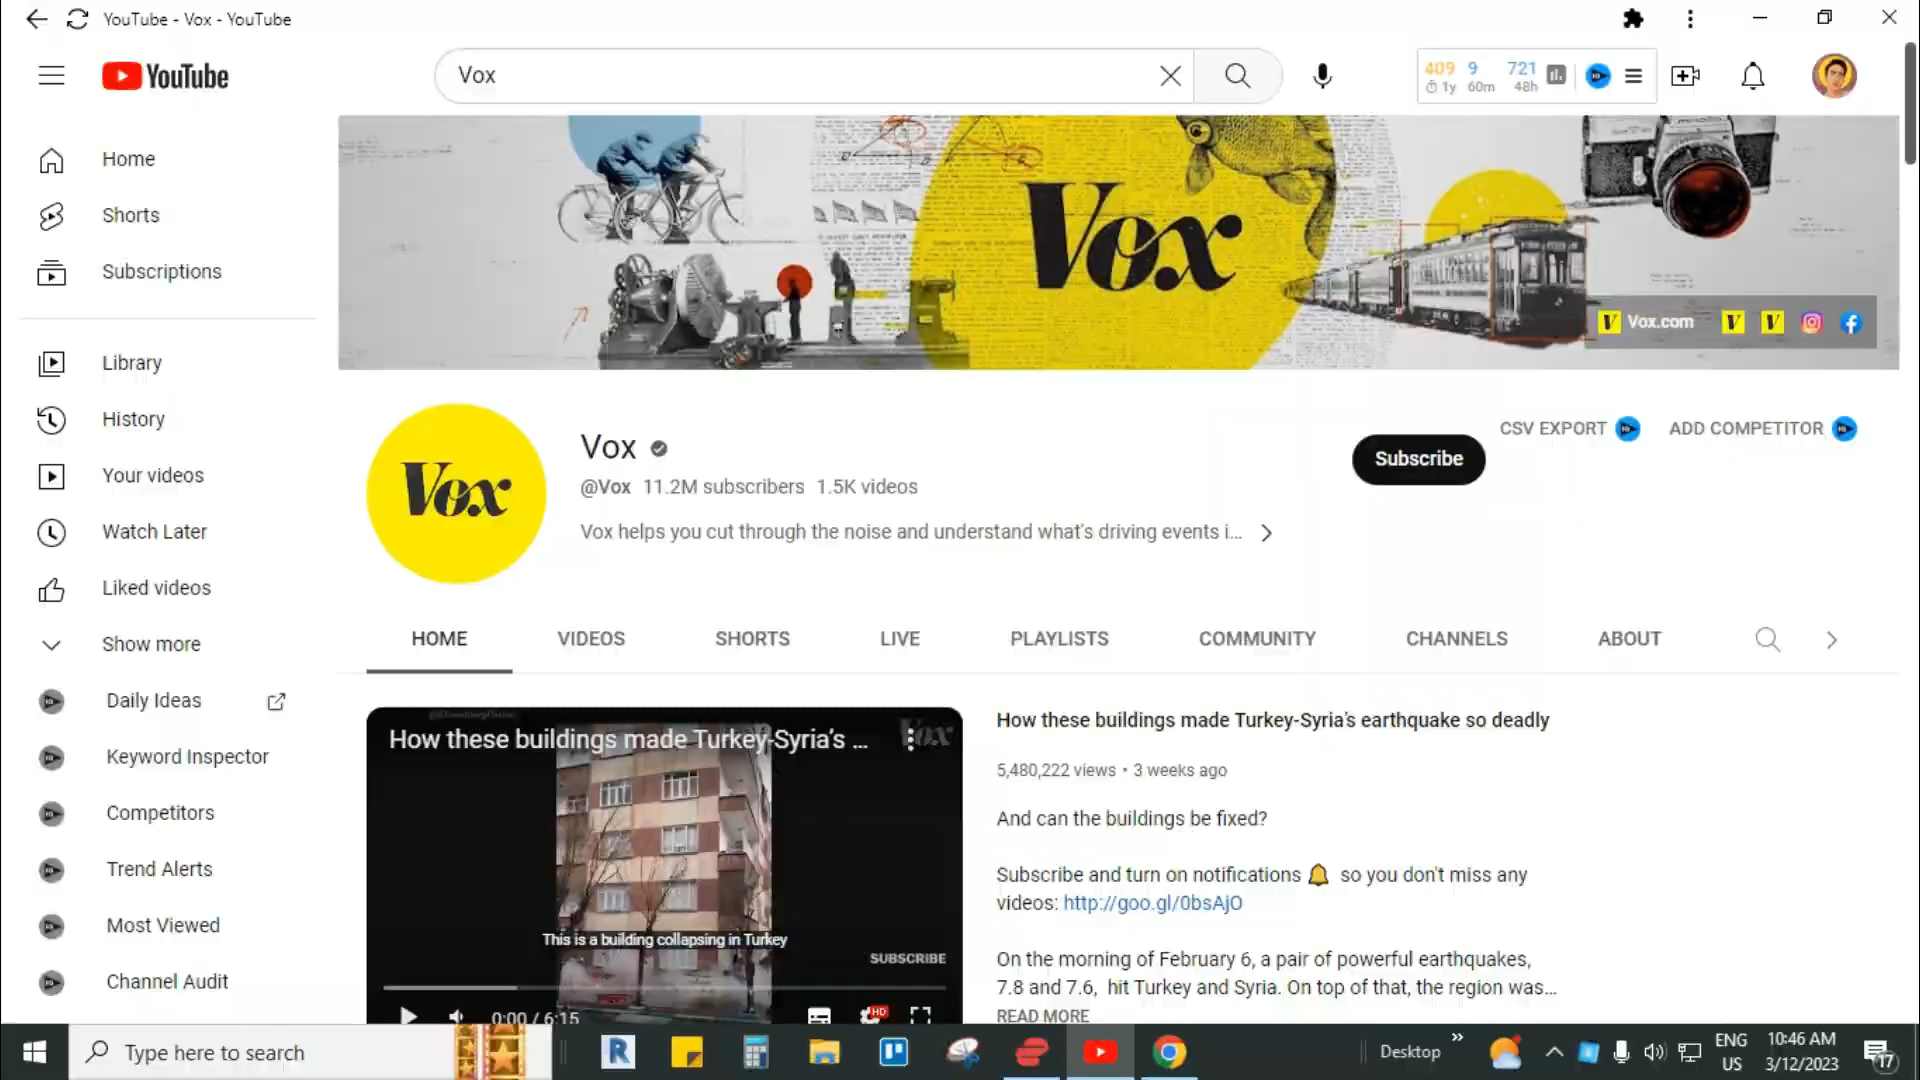 YouTube - Vox - YouTube
YouTube
Vox
409 9 721
1y 60m 48h
Home
Shorts
Subscriptions
Library
History
Your videos
Watch Later
Liked videos
Show more
Daily Ideas
Keyword Inspector
Competitors
Trend Alerts
Most Viewed
Channel Audit
Vox
V Vox.com V V
Vox
Vox
@Vox 11.2M subscribers 1.5K videos
Vox helps you cut through the noise and understand what's driving events i...
Subscribe
CSV EXPORT
ADD COMPETITOR
HOME VIDEOS SHORTS LIVE PLAYLISTS COMMUNITY CHANNELS ABOUT
How these buildings made Turkey-Syria's ...
Vox
This is a building collapsing in Turkey
SUBSCRIBE
0:00 / 6:15
HD
How these buildings made Turkey-Syria's earthquake so deadly
5,480,222 views • 3 weeks ago
And can the buildings be fixed?
Subscribe and turn on notifications 🔔 so you don't miss any
videos: http://goo.gl/0bsAjO
On the morning of February 6, a pair of powerful earthquakes,
7.8 and 7.6, hit Turkey and Syria. On top of that, the region was...
READ MORE
Type here to search
R
Desktop
ENG
US
10:46 AM
3/12/2023
17